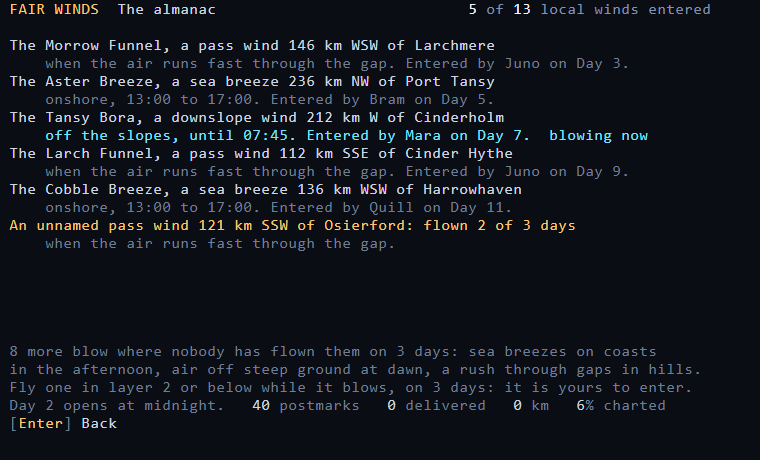 FAIR WINDS  The almanac  5 of 13 local winds entered
The Morrow Funnel, a pass wind 146 km WSW of Larchmere
when the air runs fast through the gap. Entered by Juno on Day 3.
The Aster Breeze, a sea breeze 236 km NW of Port Tansy
onshore, 13:00 to 17:00. Entered by Bram on Day 5.
The Tansy Bora, a downslope wind 212 km W of Cinderholm
off the slopes, until 07:45. Entered by Mara on Day 7.  blowing now
The Larch Funnel, a pass wind 112 km SSE of Cinder Hythe
when the air runs fast through the gap. Entered by Juno on Day 9.
The Cobble Breeze, a sea breeze 136 km WSW of Harrowhaven
onshore, 13:00 to 17:00. Entered by Quill on Day 11.
An unnamed pass wind 121 km SSW of Osierford: flown 2 of 3 days
when the air runs fast through the gap.
8 more blow where nobody has flown them on 3 days: sea breezes on coasts
in the afternoon, air off steep ground at dawn, a rush through gaps in hills.
Fly one in layer 2 or below while it blows, on 3 days: it is yours to enter.
Day 2 opens at midnight.  40 postmarks  0 delivered  0 km  6% charted
[Enter] Back